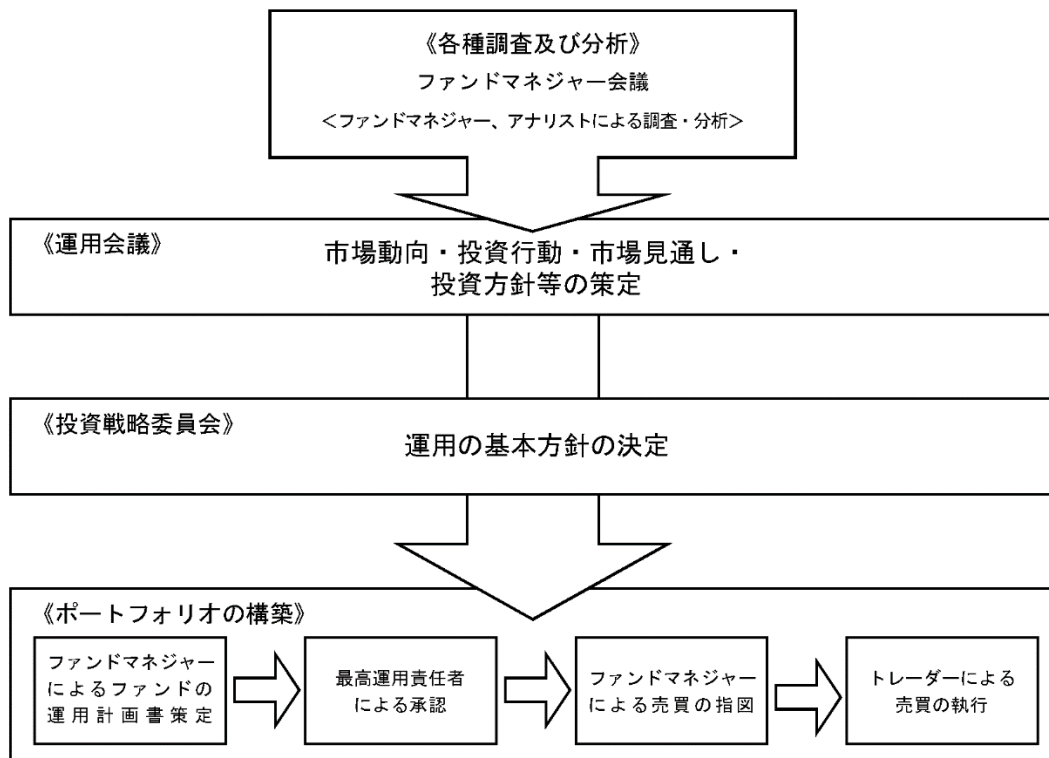 《各種調査及び分析》
ファンドマネジャー会議
＜ファンドマネジャー、アナリストによる調査・分析＞
《運用会議》
市場動向・投資行動・市場見通し・
投資方針等の策定
《投資戦略委員会》
運用の基本方針の決定
《ポートフォリオの構築》
ファンドマネジャー
によるファンドの
運用計画書策定
最高運用責任者
による承認
ファンドマネジャー
による売買の指図
トレーダーによる
売買の執行